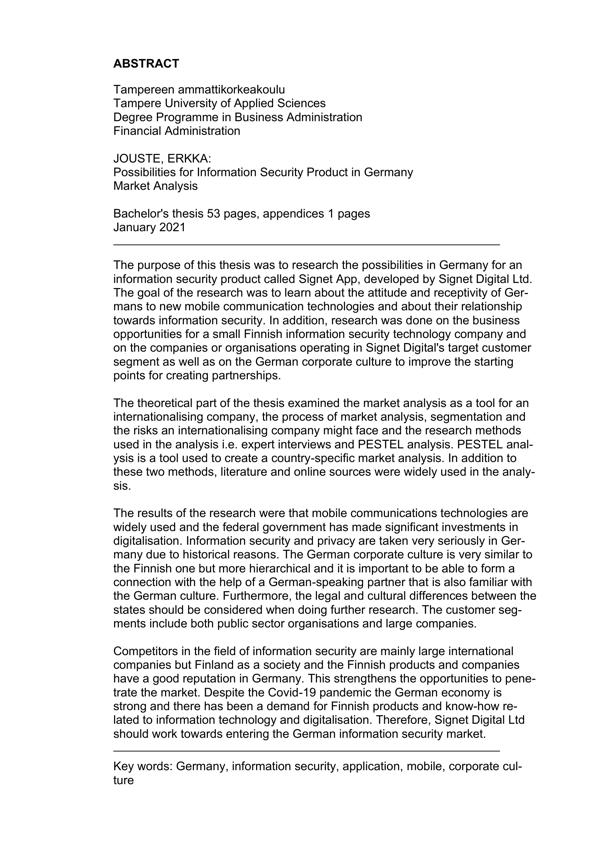 ABSTRACT
Tampereen ammattikorkeakoulu
Tampere University of Applied Sciences
Degree Programme in Business Administration
Financial Administration
JOUSTE, ERKKA:
Possibilities for Information Security Product in Germany
Market Analysis
Bachelor's thesis 53 pages, appendices 1 pages
January 2021
The purpose of this thesis was to research the possibilities in Germany for an
information security product called Signet App, developed by Signet Digital Ltd.
The goal of the research was to learn about the attitude and receptivity of Ger-
mans to new mobile communication technologies and about their relationship
towards information security. In addition, research was done on the business
opportunities for a small Finnish information security technology company and
on the companies or organisations operating in Signet Digital's target customer
segment as well as on the German corporate culture to improve the starting
points for creating partnerships.
The theoretical part of the thesis examined the market analysis as a tool for an
internationalising company, the process of market analysis, segmentation and
the risks an internationalising company might face and the research methods
used in the analysis i.e. expert interviews and PESTEL analysis. PESTEL anal-
ysis is a tool used to create a country-specific market analysis. In addition to
these two methods, literature and online sources were widely used in the analy-
sis.
The results of the research were that mobile communications technologies are
widely used and the federal government has made significant investments in
digitalisation. Information security and privacy are taken very seriously in Ger-
many due to historical reasons. The German corporate culture is very similar to
the Finnish one but more hierarchical and it is important to be able to form a
connection with the help of a German-speaking partner that is also familiar with
the German culture. Furthermore, the legal and cultural differences between the
states should be considered when doing further research. The customer seg-
ments include both public sector organisations and large companies.
Competitors in the field of information security are mainly large international
companies but Finland as a society and the Finnish products and companies
have a good reputation in Germany. This strengthens the opportunities to pene-
trate the market. Despite the Covid-19 pandemic the German economy is
strong and there has been a demand for Finnish products and know-how re-
lated to information technology and digitalisation. Therefore, Signet Digital Ltd
should work towards entering the German information security market.
Key words: Germany, information security, application, mobile, corporate cul-
ture